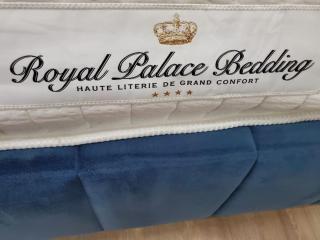 Royal Palace Bedding
HAUTE LITERIE DE GRAND CONFORT